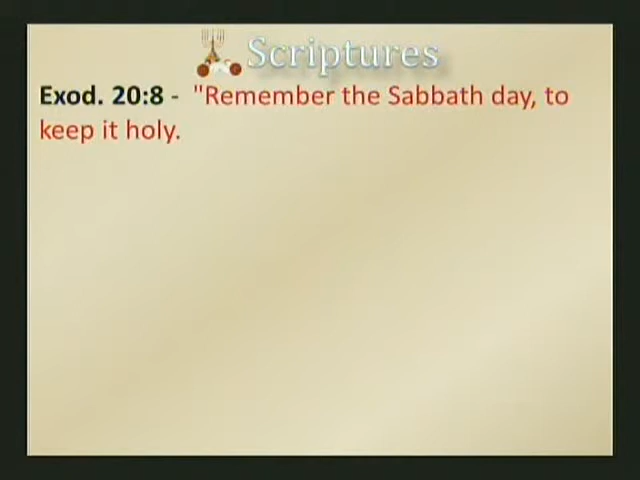 Scriptures
Exod. 20:8 - "Remember the Sabbath day, to
keep it holy.